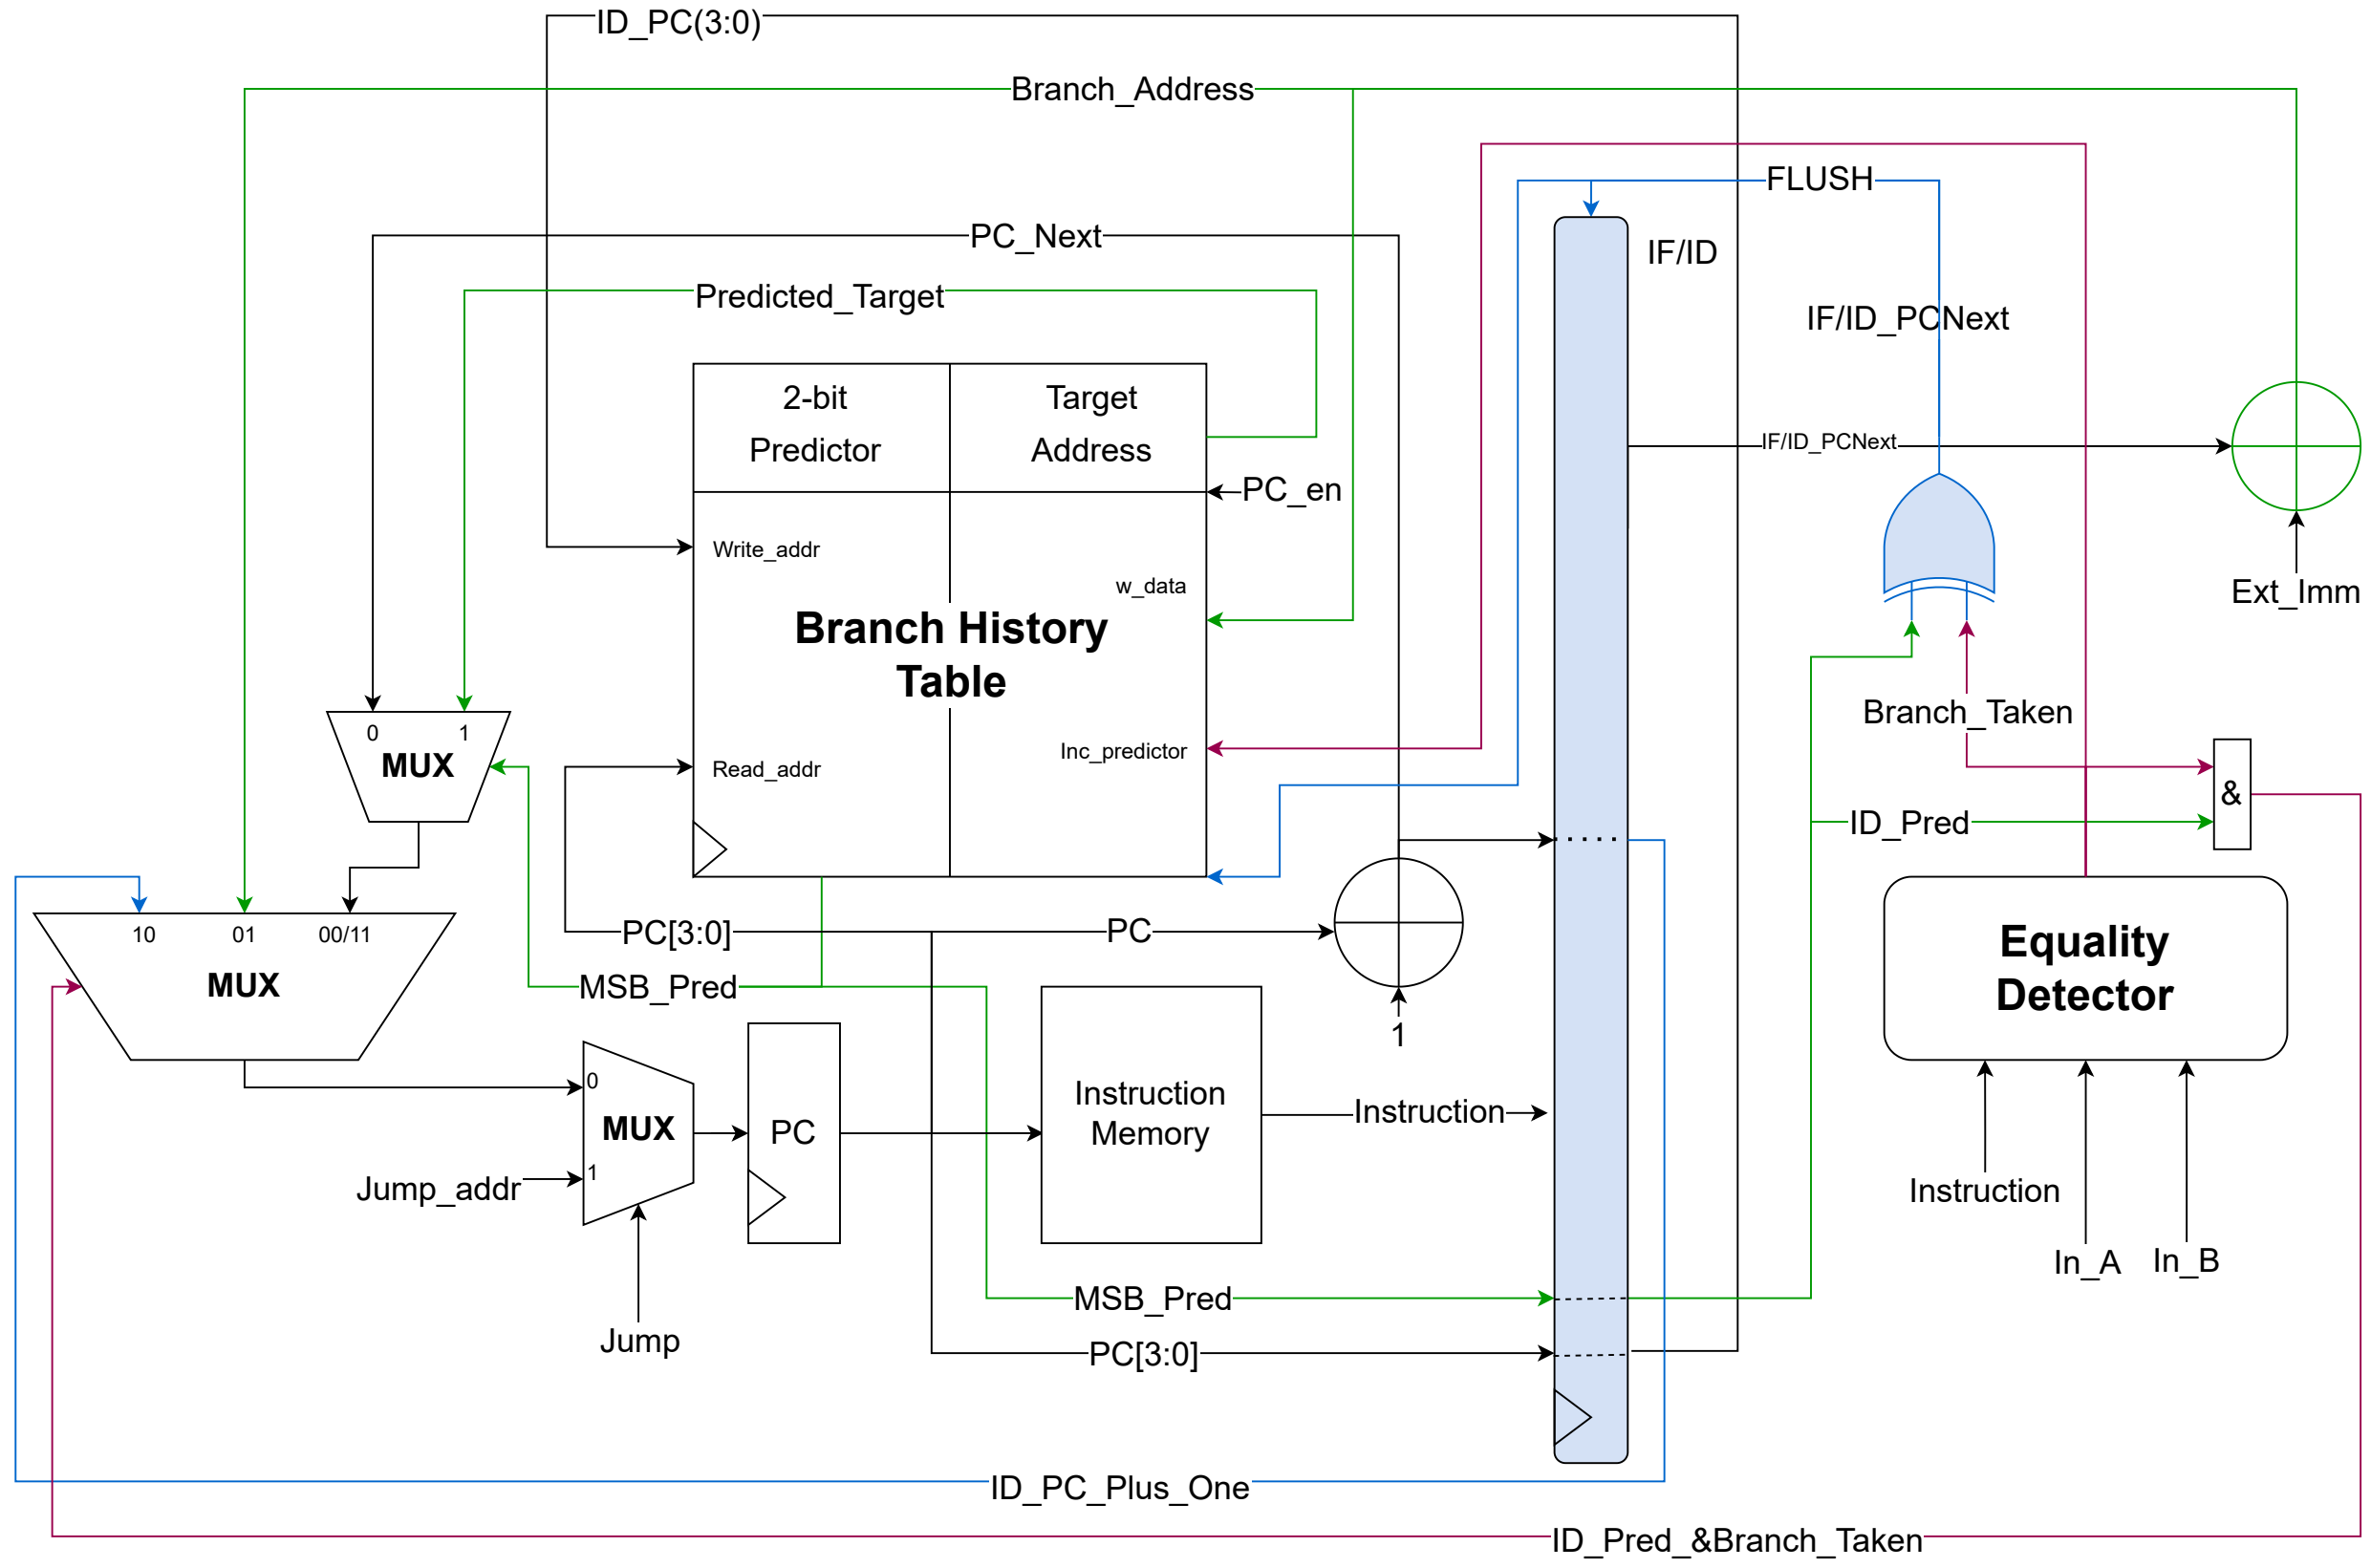 ID_PC(3:0)
Branch_Address
FLUSH
PC_Next
IF/ID
Predicted_Target
IF/ID_PCNext
2-bit
Predictor
Target
Address
IF/ID_PCNext
PC_en
Write_addr
w_data
Ext_Imm
Branch History
Table
Branch_Taken
0
1
MUX
Inc_predictor
Read_addr
&
ID_Pred
10
01
00/11
MUX
PC[3:0]
PC
Equality
Detector
MSB_Pred
1
0
MUX
1
PC
Instruction
Memory
Instruction
Jump_addr
Instruction
In_A
In_B
MSB_Pred
Jump
PC[3:0]
ID_PC_Plus_One
ID_Pred_&Branch_Taken